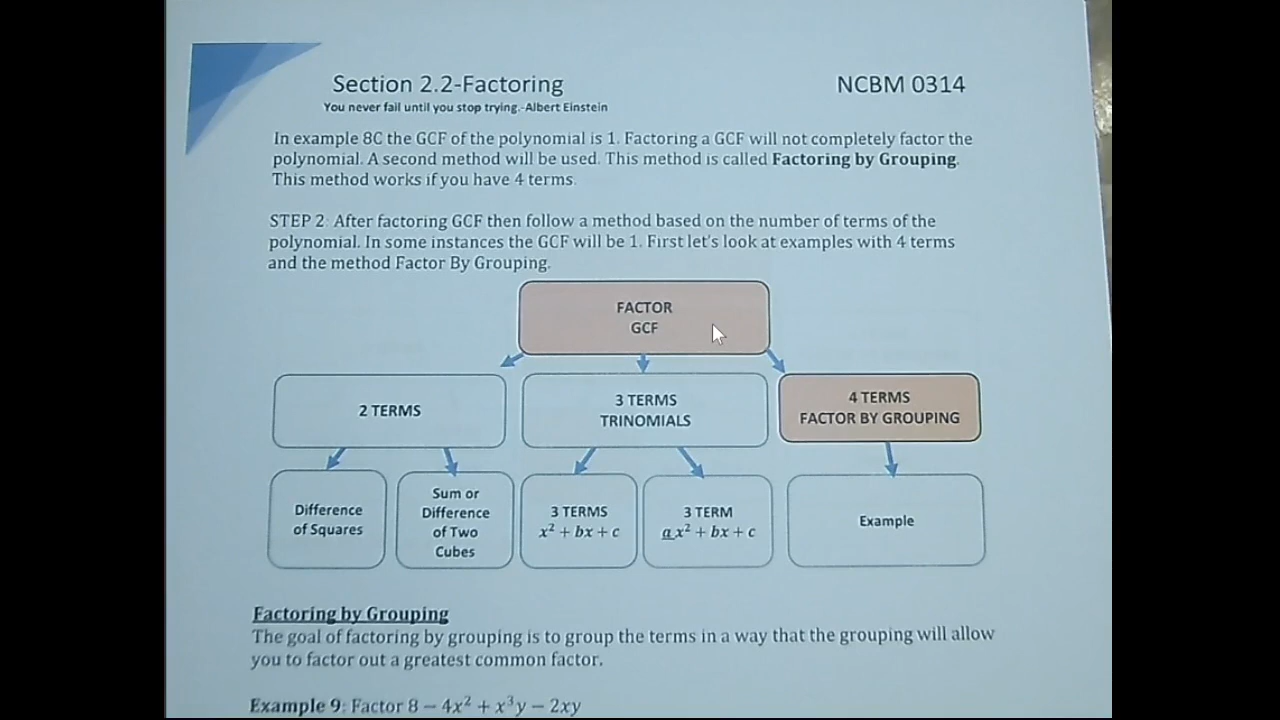 Section 2.2-Factoring NCBM 0314
You never fail until you stop trying.-Albert Einstein
In example 8C the GCF of the polynomial is 1. Factoring a GCF will not completely factor the
polynomial. A second method will be used. This method is called Factoring by Grouping.
This method works if you have 4 terms.
STEP 2: After factoring GCF then follow a method based on the number of terms of the
polynomial. In some instances the GCF will be 1. First let's look at examples with 4 terms
and the method Factor By Grouping.
FACTOR
GCF
2 TERMS
3 TERMS
TRINOMIALS
4 TERMS
FACTOR BY GROUPING
Difference
of Squares
Sum or
Difference
of Two
Cubes
3 TERMS
x² + bx + c
3 TERM
ax² + bx + c
Example
Factoring by Grouping
The goal of factoring by grouping is to group the terms in a way that the grouping will allow
you to factor out a greatest common factor.
Example 9: Factor 8 − 4x² + x³y − 2xy